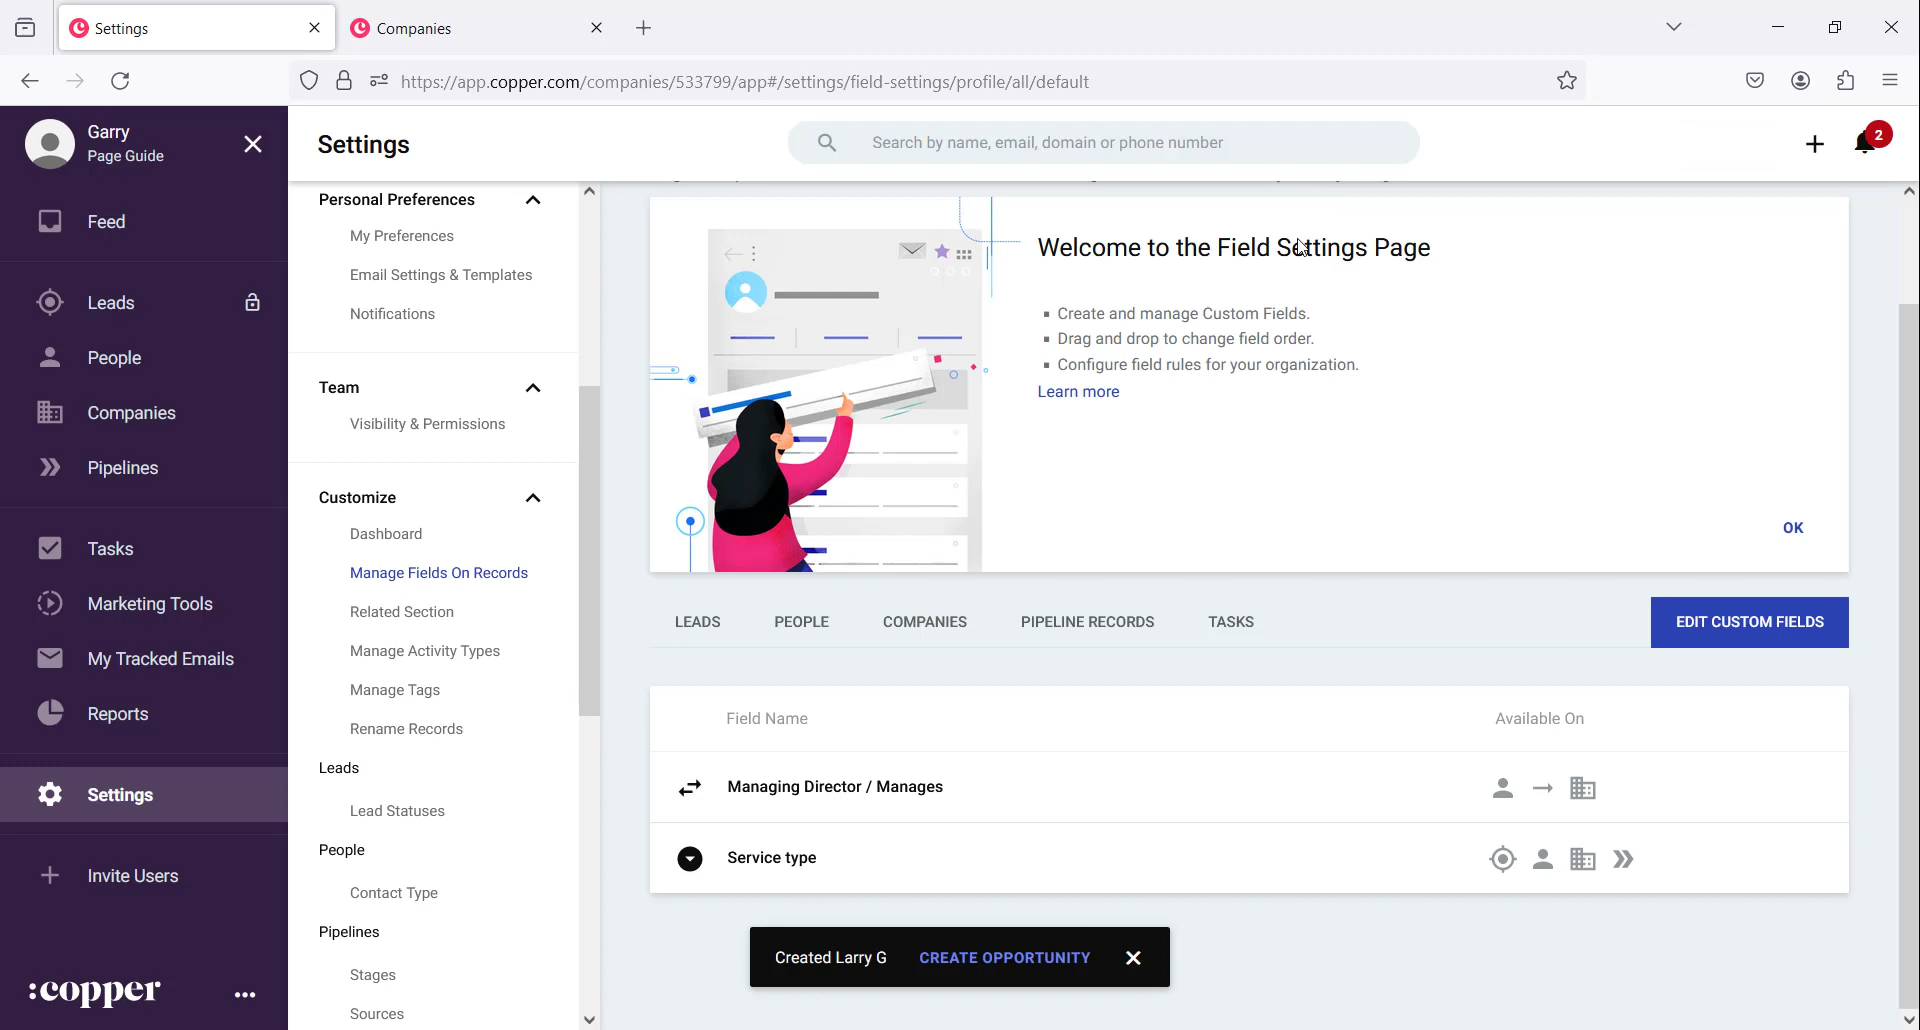 Settings
Companies
https://app.copper.com/companies/533799/app#/settings/field-settings/profile/all/default
Garry
Page Guide
Settings
Search by name, email, domain or phone number
2
Feed
Leads
People
Companies
Pipelines
Tasks
Marketing Tools
My Tracked Emails
Reports
Settings
Invite Users
:copper
Personal Preferences
My Preferences
Email Settings & Templates
Notifications
Team
Visibility & Permissions
Customize
Dashboard
Manage Fields On Records
Related Section
Manage Activity Types
Manage Tags
Rename Records
Leads
Lead Statuses
People
Contact Type
Pipelines
Stages
Sources
Welcome to the Field Settings Page
Create and manage Custom Fields.
Drag and drop to change field order.
Configure field rules for your organization.
Learn more
OK
LEADS PEOPLE COMPANIES PIPELINE RECORDS TASKS
EDIT CUSTOM FIELDS
Field Name Available On
Managing Director / Manages
Service type
Created Larry G CREATE OPPORTUNITY